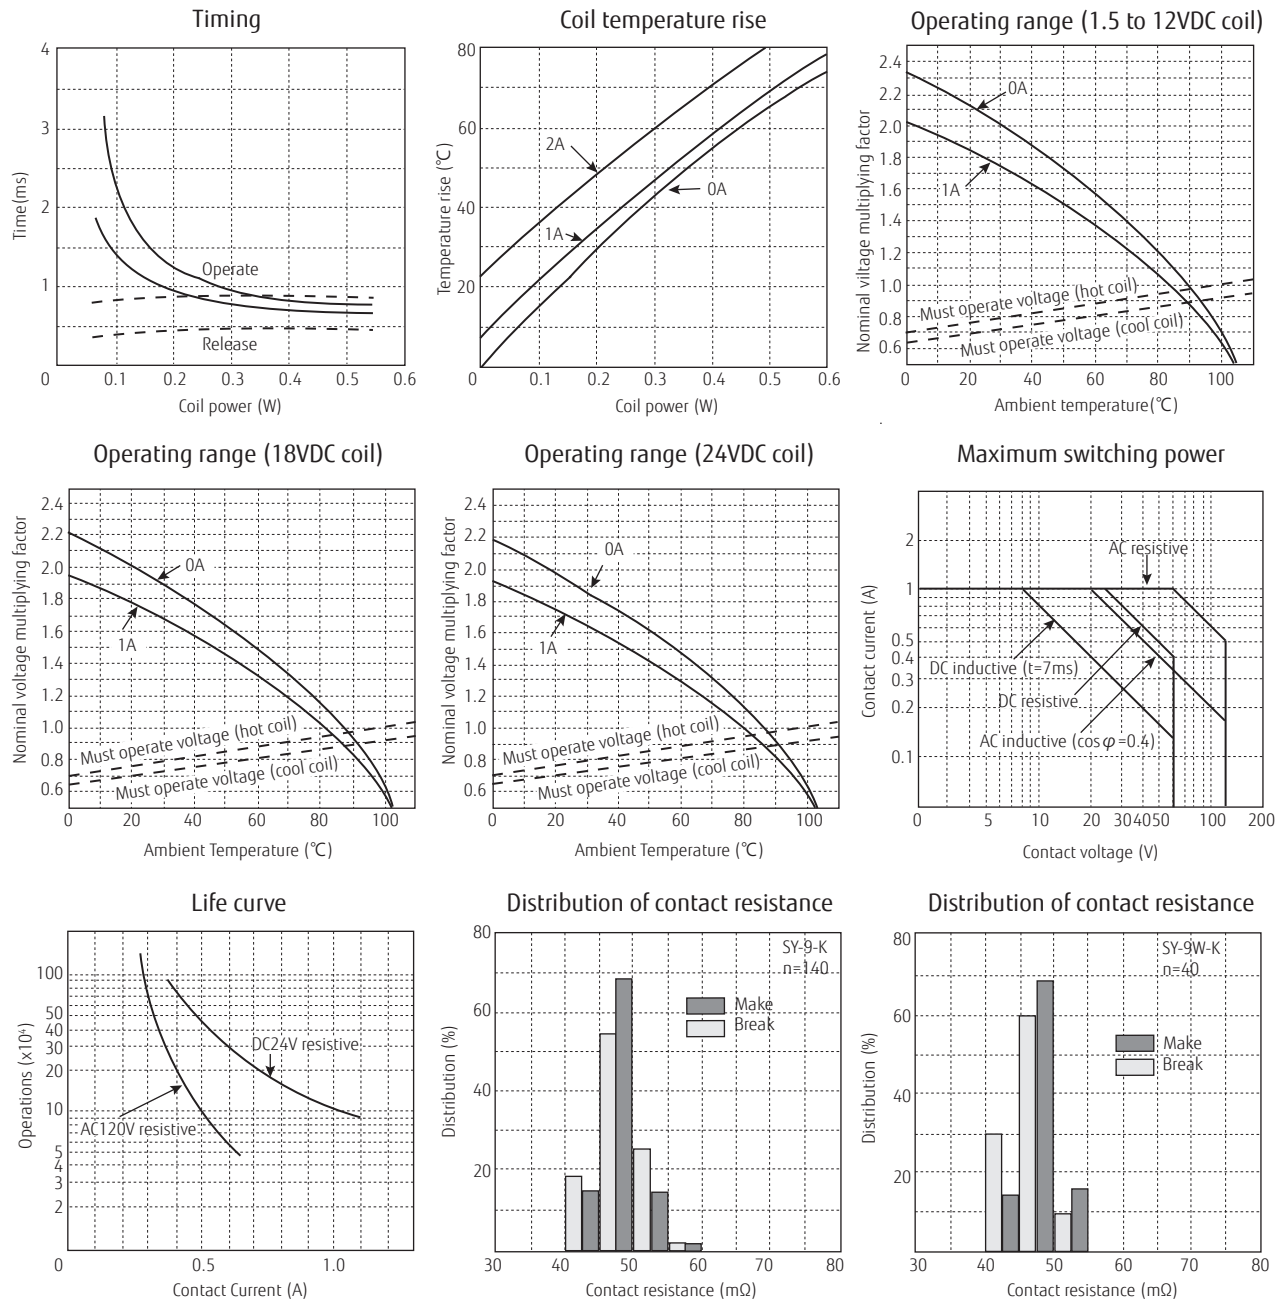 Timing
4
3
2
1
0
0.1
0.2
0.3
0.4
0.5
0.6
Time(ms)
Operate
Release
Coil power (W)
Coil temperature rise
80
60
40
20
0
0.1
0.2
0.3
0.4
0.5
0.6
Temperature rise (℃)
2A
1A
0A
Coil power (W)
Operating range (1.5 to 12VDC coil)
2.4
2.2
2.0
1.8
1.6
1.4
1.2
1.0
0.8
0.6
0
20
40
60
80
100
Nominal voltage multiplying factor
0A
1A
Must operate voltage (hot coil)
Must operate voltage (cool coil)
Ambient temperature(℃)
Operating range (18VDC coil)
2.4
2.2
2.0
1.8
1.6
1.4
1.2
1.0
0.8
0.6
0
20
40
60
80
100
Nominal voltage multiplying factor
0A
1A
Must operate voltage (hot coil)
Must operate voltage (cool coil)
Ambient Temperature (℃)
Operating range (24VDC coil)
2.4
2.2
2.0
1.8
1.6
1.4
1.2
1.0
0.8
0.6
0
20
40
60
80
100
Nominal voltage multiplying factor
0A
1A
Must operate voltage (hot coil)
Must operate voltage (cool coil)
Ambient Temperature (℃)
Maximum switching power
2
1
0.5
0.4
0.3
0.2
0.1
0
5
10
20
30
40
50
100
200
Contact current (A)
AC resistive
DC inductive (t=7ms)
DC resistive
AC inductive (cos φ=0.4)
Contact voltage (V)
Life curve
100
50
40
30
20
10
5
4
3
2
0
0.5
1.0
Operations (x10⁴)
DC24V resistive
AC120V resistive
Contact Current (A)
Distribution of contact resistance
80
60
40
20
30
40
50
60
70
80
Distribution (%)
SY-9-K
n=140
Make
Break
Contact resistance (mΩ)
Distribution of contact resistance
80
60
40
20
30
40
50
60
70
80
Distribution (%)
SY-9W-K
n=40
Make
Break
Contact resistance (mΩ)